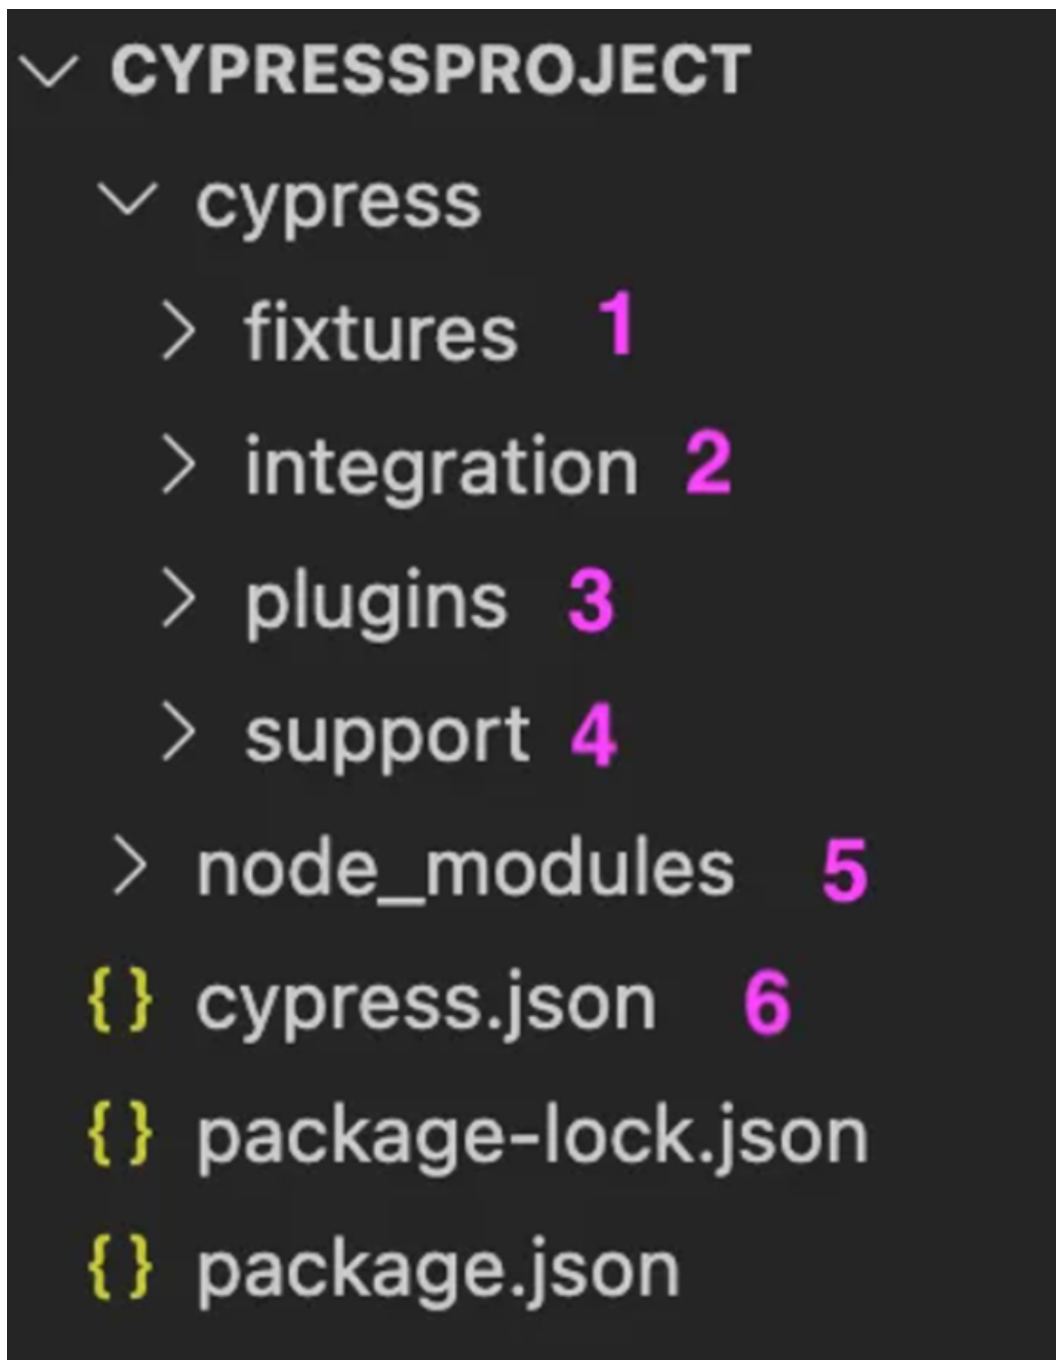 CYPRESSPROJECT
cypress
fixtures 1
integration 2
plugins 3
support 4
node_modules 5
{} cypress.json 6
{} package-lock.json
{} package.json